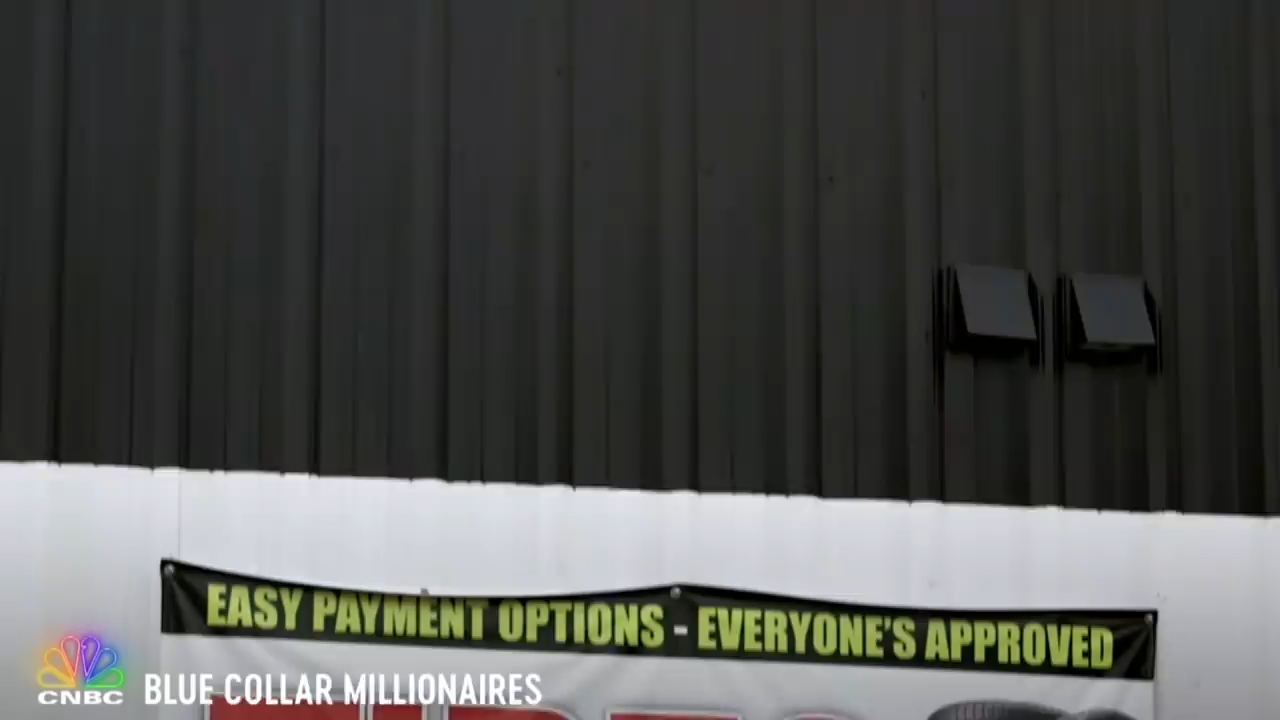 EASY PAYMENT OPTIONS - EVERYONE'S APPROVED
CNBC BLUE COLLAR MILLIONAIRES